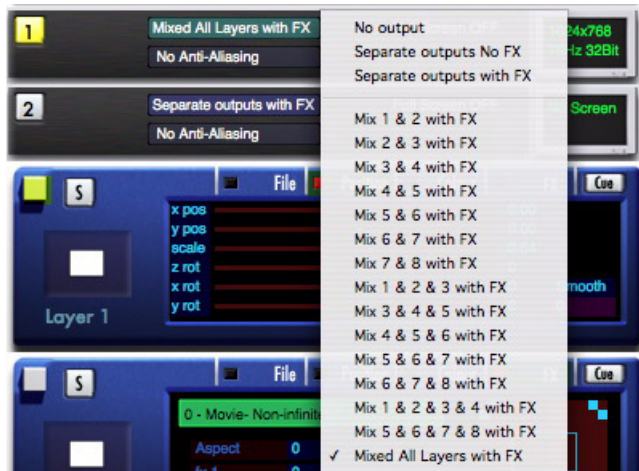 1
Mixed All Layers with FX
No Anti-Aliasing
24x768
Hz 32Bit
2
Separate outputs with FX
No Anti-Aliasing
Screen
No output
Separate outputs No FX
Separate outputs with FX
Mix 1 & 2 with FX
Mix 2 & 3 with FX
Mix 3 & 4 with FX
Mix 4 & 5 with FX
Mix 5 & 6 with FX
Mix 6 & 7 with FX
Mix 7 & 8 with FX
Mix 1 & 2 & 3 with FX
Mix 3 & 4 & 5 with FX
Mix 4 & 5 & 6 with FX
Mix 5 & 6 & 7 with FX
Mix 6 & 7 & 8 with FX
Mix 1 & 2 & 3 & 4 with FX
Mix 5 & 6 & 7 & 8 with FX
✓ Mixed All Layers with FX
S
File
Cue
x pos
y pos
scale
z rot
x rot
y rot
mooth
Layer 1
S
File
Cue
0 - Movie- Non-infinite
Aspect 0